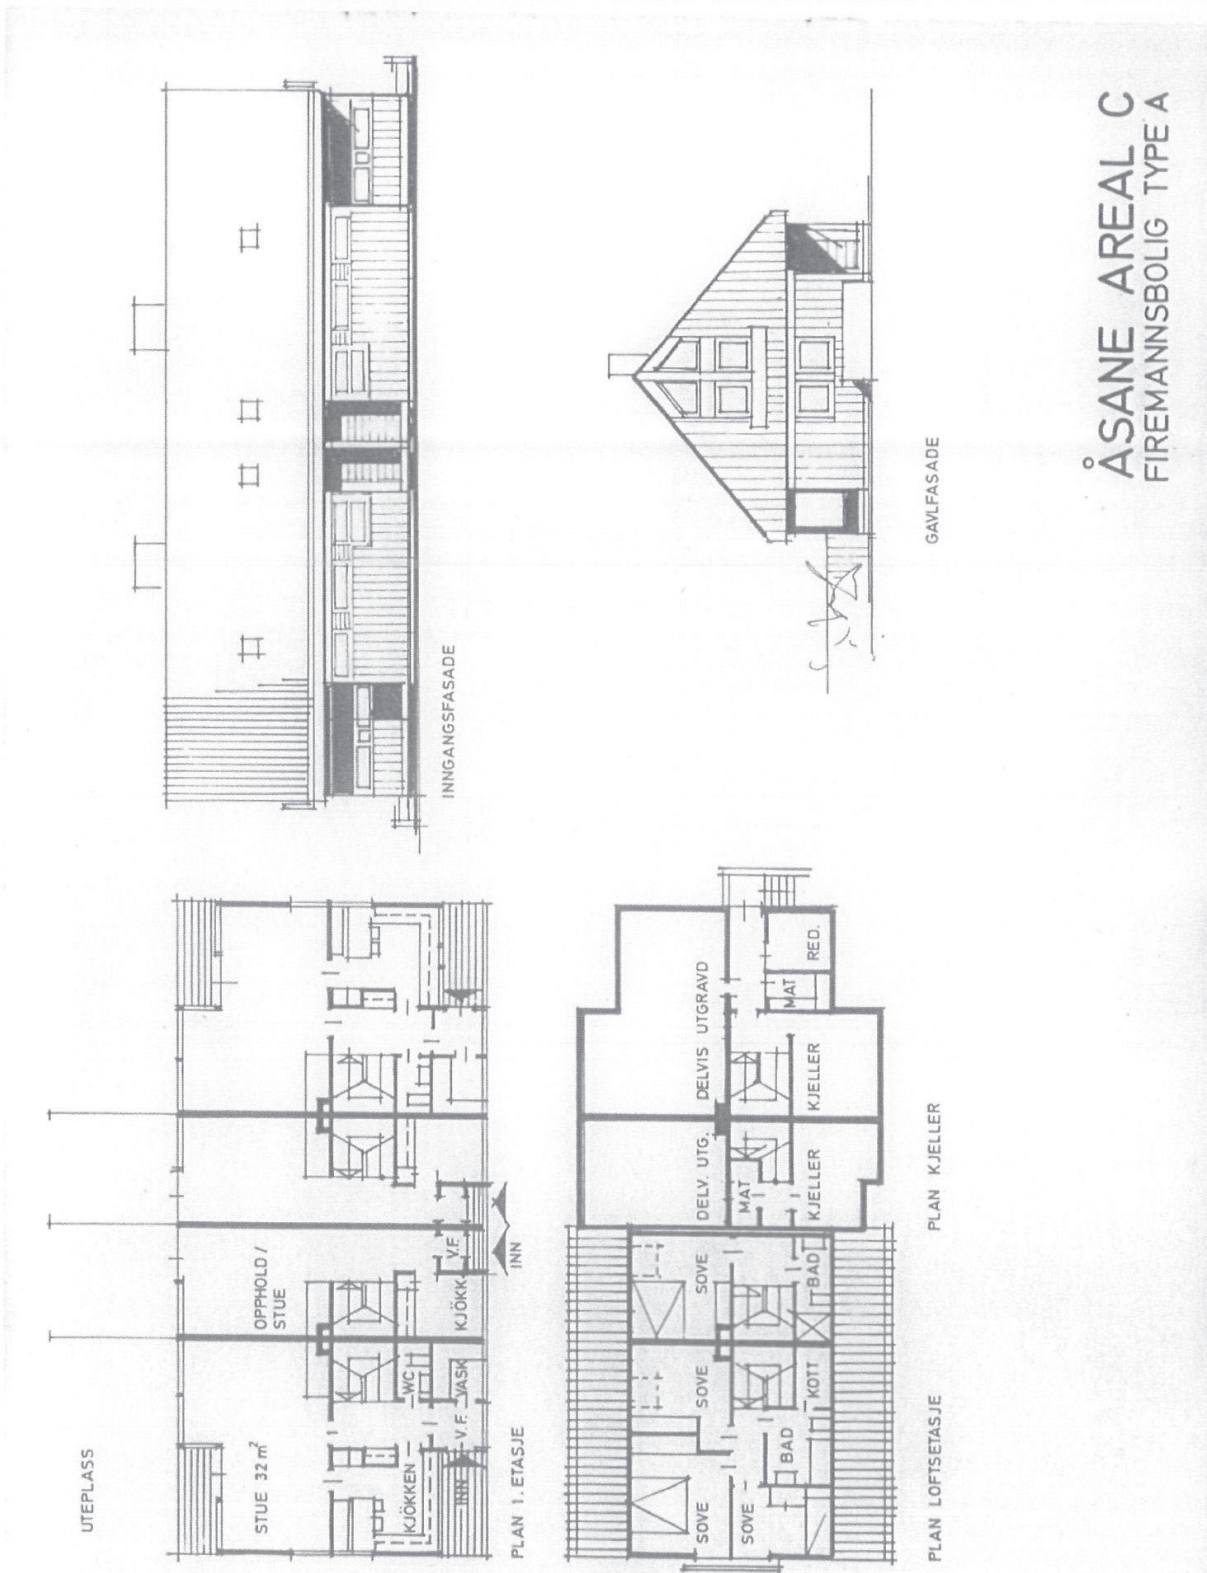 UTEPLASS
STUE 32 m²
OPPHOLD /
STUE
KJÖKKEN
WC
V.F.
VASK
KJÖKK.
V.F.
INN
INN
PLAN 1. ETASJE
SOVE
SOVE
SOVE
SOVE
BAD
KOTT
BAD
PLAN LOFTSETASJE
DELV. UTG.
DELVIS UTGRAVD
MAT
MAT
RED.
KJELLER
KJELLER
PLAN KJELLER
INNGANGSFASADE
GAVLFASADE
ÅSANE AREAL C
FIREMANNSBOLIG TYPE A